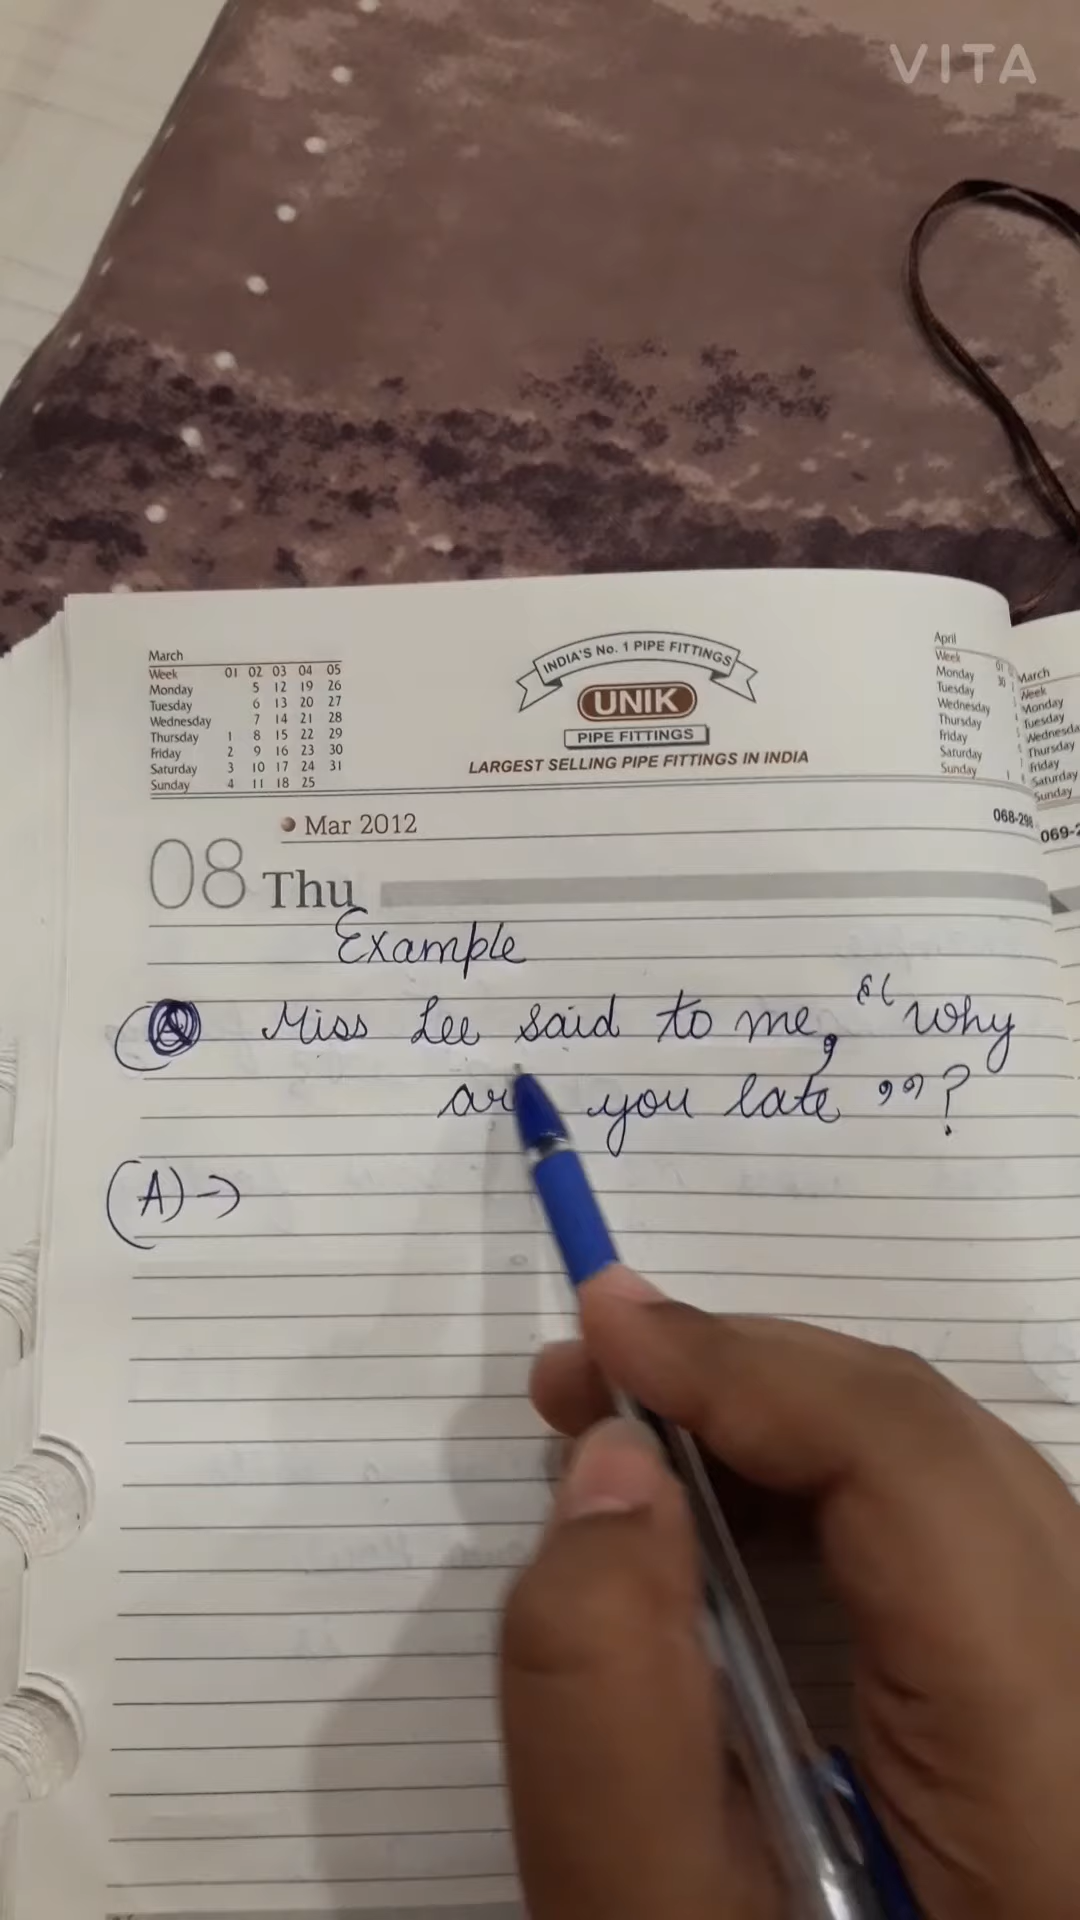 VITA
March
Week 01 02 03 04 05
Monday 5 12 19 26
Tuesday 6 13 20 27
Wednesday 7 14 21 28
Thursday 1 8 15 22 29
Friday 2 9 16 23 30
Saturday 3 10 17 24 31
Sunday 4 11 18 25
INDIA'S No. 1 PIPE FITTINGS
UNIK
PIPE FITTINGS
LARGEST SELLING PIPE FITTINGS IN INDIA
April
Week 01
Monday 30
Tuesday
Wednesday
Thursday
Friday
Saturday
Sunday 1
March
Week
Monday
Tuesday
Thursday
Friday
Saturday
Sunday
Mar 2012
068-298
08 Thu
Example
Miss Lee said to me, "Why
you late"?
(A) →